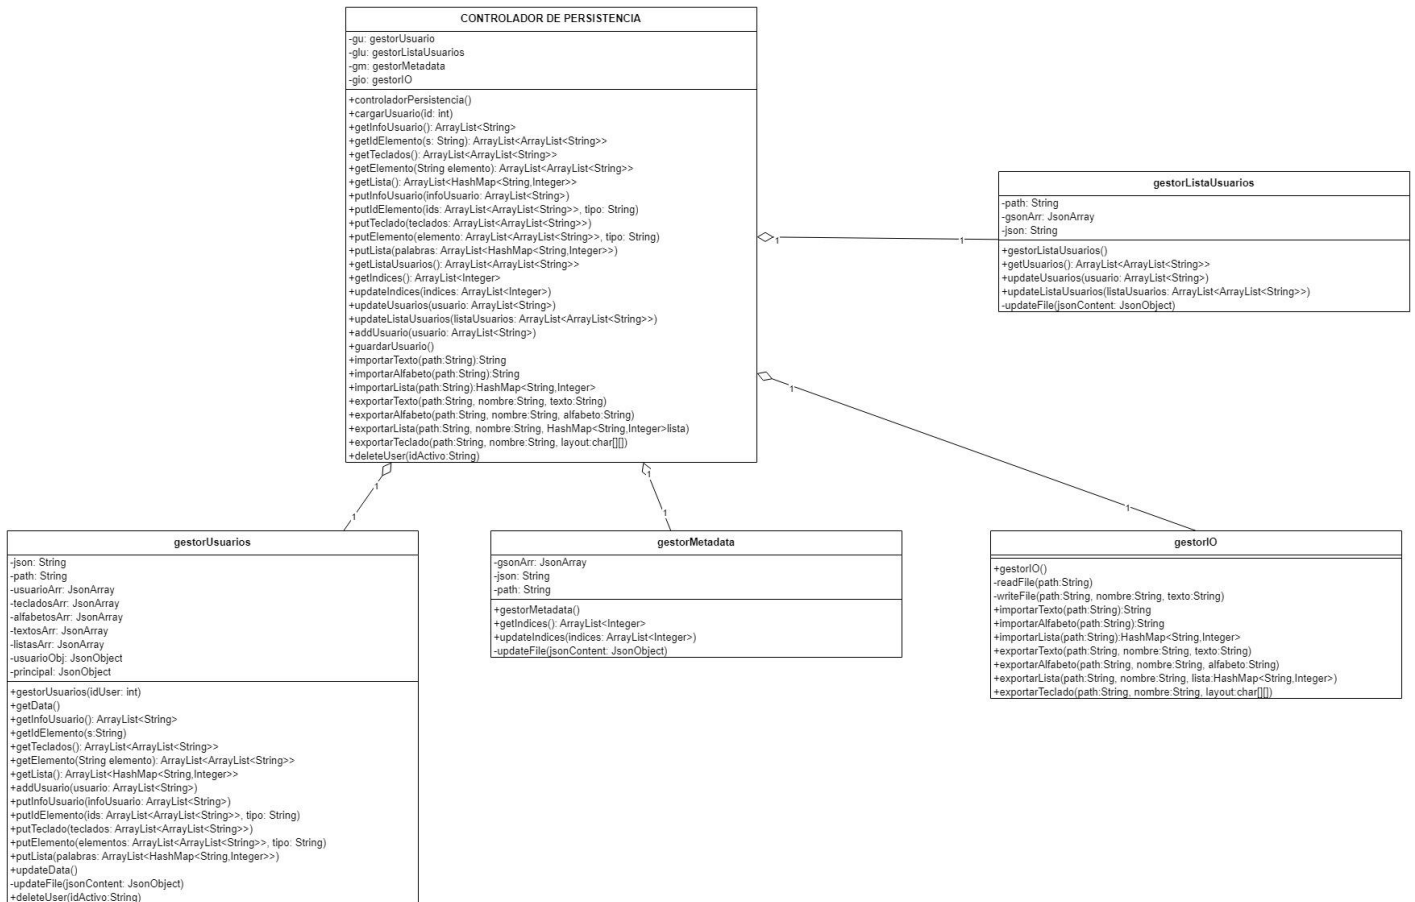 CONTROLADOR DE PERSISTENCIA
-gu: gestorUsuario
-glu: gestorListaUsuarios
-gm: gestorMetadata
-gio: gestorIO
+controladorPersistencia()
+cargarUsuario(id: int)
+getInfoUsuario(): ArrayList<String>
+getIdElemento(s: String): ArrayList<ArrayList<String>>
+getTeclados(): ArrayList<ArrayList<String>>
+getElemento(String elemento): ArrayList<ArrayList<String>>
+getLista(): ArrayList<HashMap<String,Integer>>
+putInfoUsuario(infoUsuario: ArrayList<String>)
+putIdElemento(ids: ArrayList<ArrayList<String>>, tipo: String)
+putTeclado(teclados: ArrayList<ArrayList<String>>)
+putElemento(elemento: ArrayList<ArrayList<String>>, tipo: String)
+putLista(palabras: ArrayList<HashMap<String,Integer>>)
+getListaUsuarios(): ArrayList<ArrayList<String>>
+getIndices(): ArrayList<Integer>
+updateIndices(indices: ArrayList<Integer>)
+updateUsuarios(usuario: ArrayList<String>)
+updateListaUsuarios(listaUsuarios: ArrayList<ArrayList<String>>)
+addUsuario(usuario: ArrayList<String>)
+guardarUsuario()
+importarTexto(path:String):String
+importarAlfabeto(path:String):String
+importarLista(path:String):HashMap<String,Integer>
+exportarTexto(path:String, nombre:String, texto:String)
+exportarAlfabeto(path:String, nombre:String, alfabeto:String)
+exportarLista(path:String, nombre:String, HashMap<String,Integer>lista)
+exportarTeclado(path:String, nombre:String, layout:char[][])
+deleteUser(idActivo:String)
gestorListaUsuarios
-path: String
-gsonArr: JsonArray
-json: String
+gestorListaUsuarios()
+getUsuarios(): ArrayList<ArrayList<String>>
+updateUsuarios(usuario: ArrayList<String>)
+updateListaUsuarios(listaUsuarios: ArrayList<ArrayList<String>>)
-updateFile(jsonContent: JsonObject)
1
1
1
1
1
1
1
1
gestorUsuarios
-json: String
-path: String
-usuarioArr: JsonArray
-tecladosArr: JsonArray
-alfabetosArr: JsonArray
-textosArr: JsonArray
-listasArr: JsonArray
-usuarioObj: JsonObject
-principal: JsonObject
+gestorUsuarios(idUser: int)
+getData()
+getInfoUsuario(): ArrayList<String>
+getIdElemento(s:String)
+getTeclados(): ArrayList<ArrayList<String>>
+getElemento(String elemento): ArrayList<ArrayList<String>>
+getLista(): ArrayList<HashMap<String,Integer>>
+addUsuario(usuario: ArrayList<String>)
+putInfoUsuario(infoUsuario: ArrayList<String>)
+putIdElemento(ids: ArrayList<ArrayList<String>>, tipo: String)
+putTeclado(teclados: ArrayList<ArrayList<String>>)
+putElemento(elementos: ArrayList<ArrayList<String>>, tipo: String)
+putLista(palabras: ArrayList<HashMap<String,Integer>>)
+updateData()
-updateFile(jsonContent: JsonObject)
+deleteUser(idActivo:String)
gestorMetadata
-gsonArr: JsonArray
-json: String
-path: String
+gestorMetadata()
+getIndices(): ArrayList<Integer>
+updateIndices(indices: ArrayList<Integer>)
-updateFile(jsonContent: JsonObject)
gestorIO
+gestorIO()
-readFile(path:String)
-writeFile(path:String, nombre:String, texto:String)
+importarTexto(path:String):String
+importarAlfabeto(path:String):String
+importarLista(path:String):HashMap<String,Integer>
+exportarTexto(path:String, nombre:String, texto:String)
+exportarAlfabeto(path:String, nombre:String, alfabeto:String)
+exportarLista(path:String, nombre:String, lista:HashMap<String,Integer>)
+exportarTeclado(path:String, nombre:String, layout:char[][])